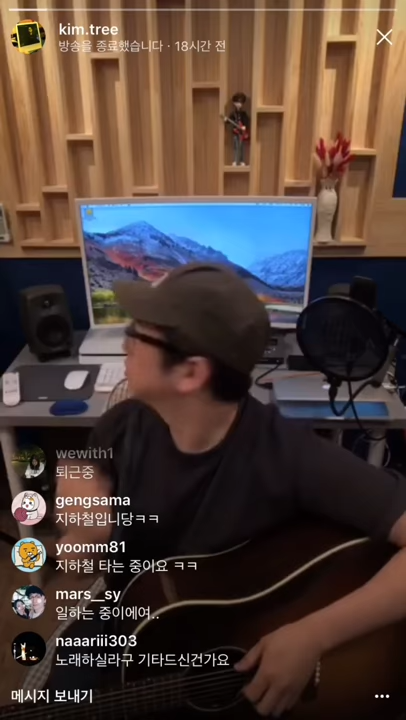 kim.tree
방송을 종료했습니다 · 18시간 전
wewith1
퇴근중
gengsama
지하철입니당ㅋㅋ
yoomm81
지하철 타는 중이요 ㅋㅋ
mars__sy
일하는 중이에여..
naaariii303
노래하실라구 기타드신건가요
메시지 보내기